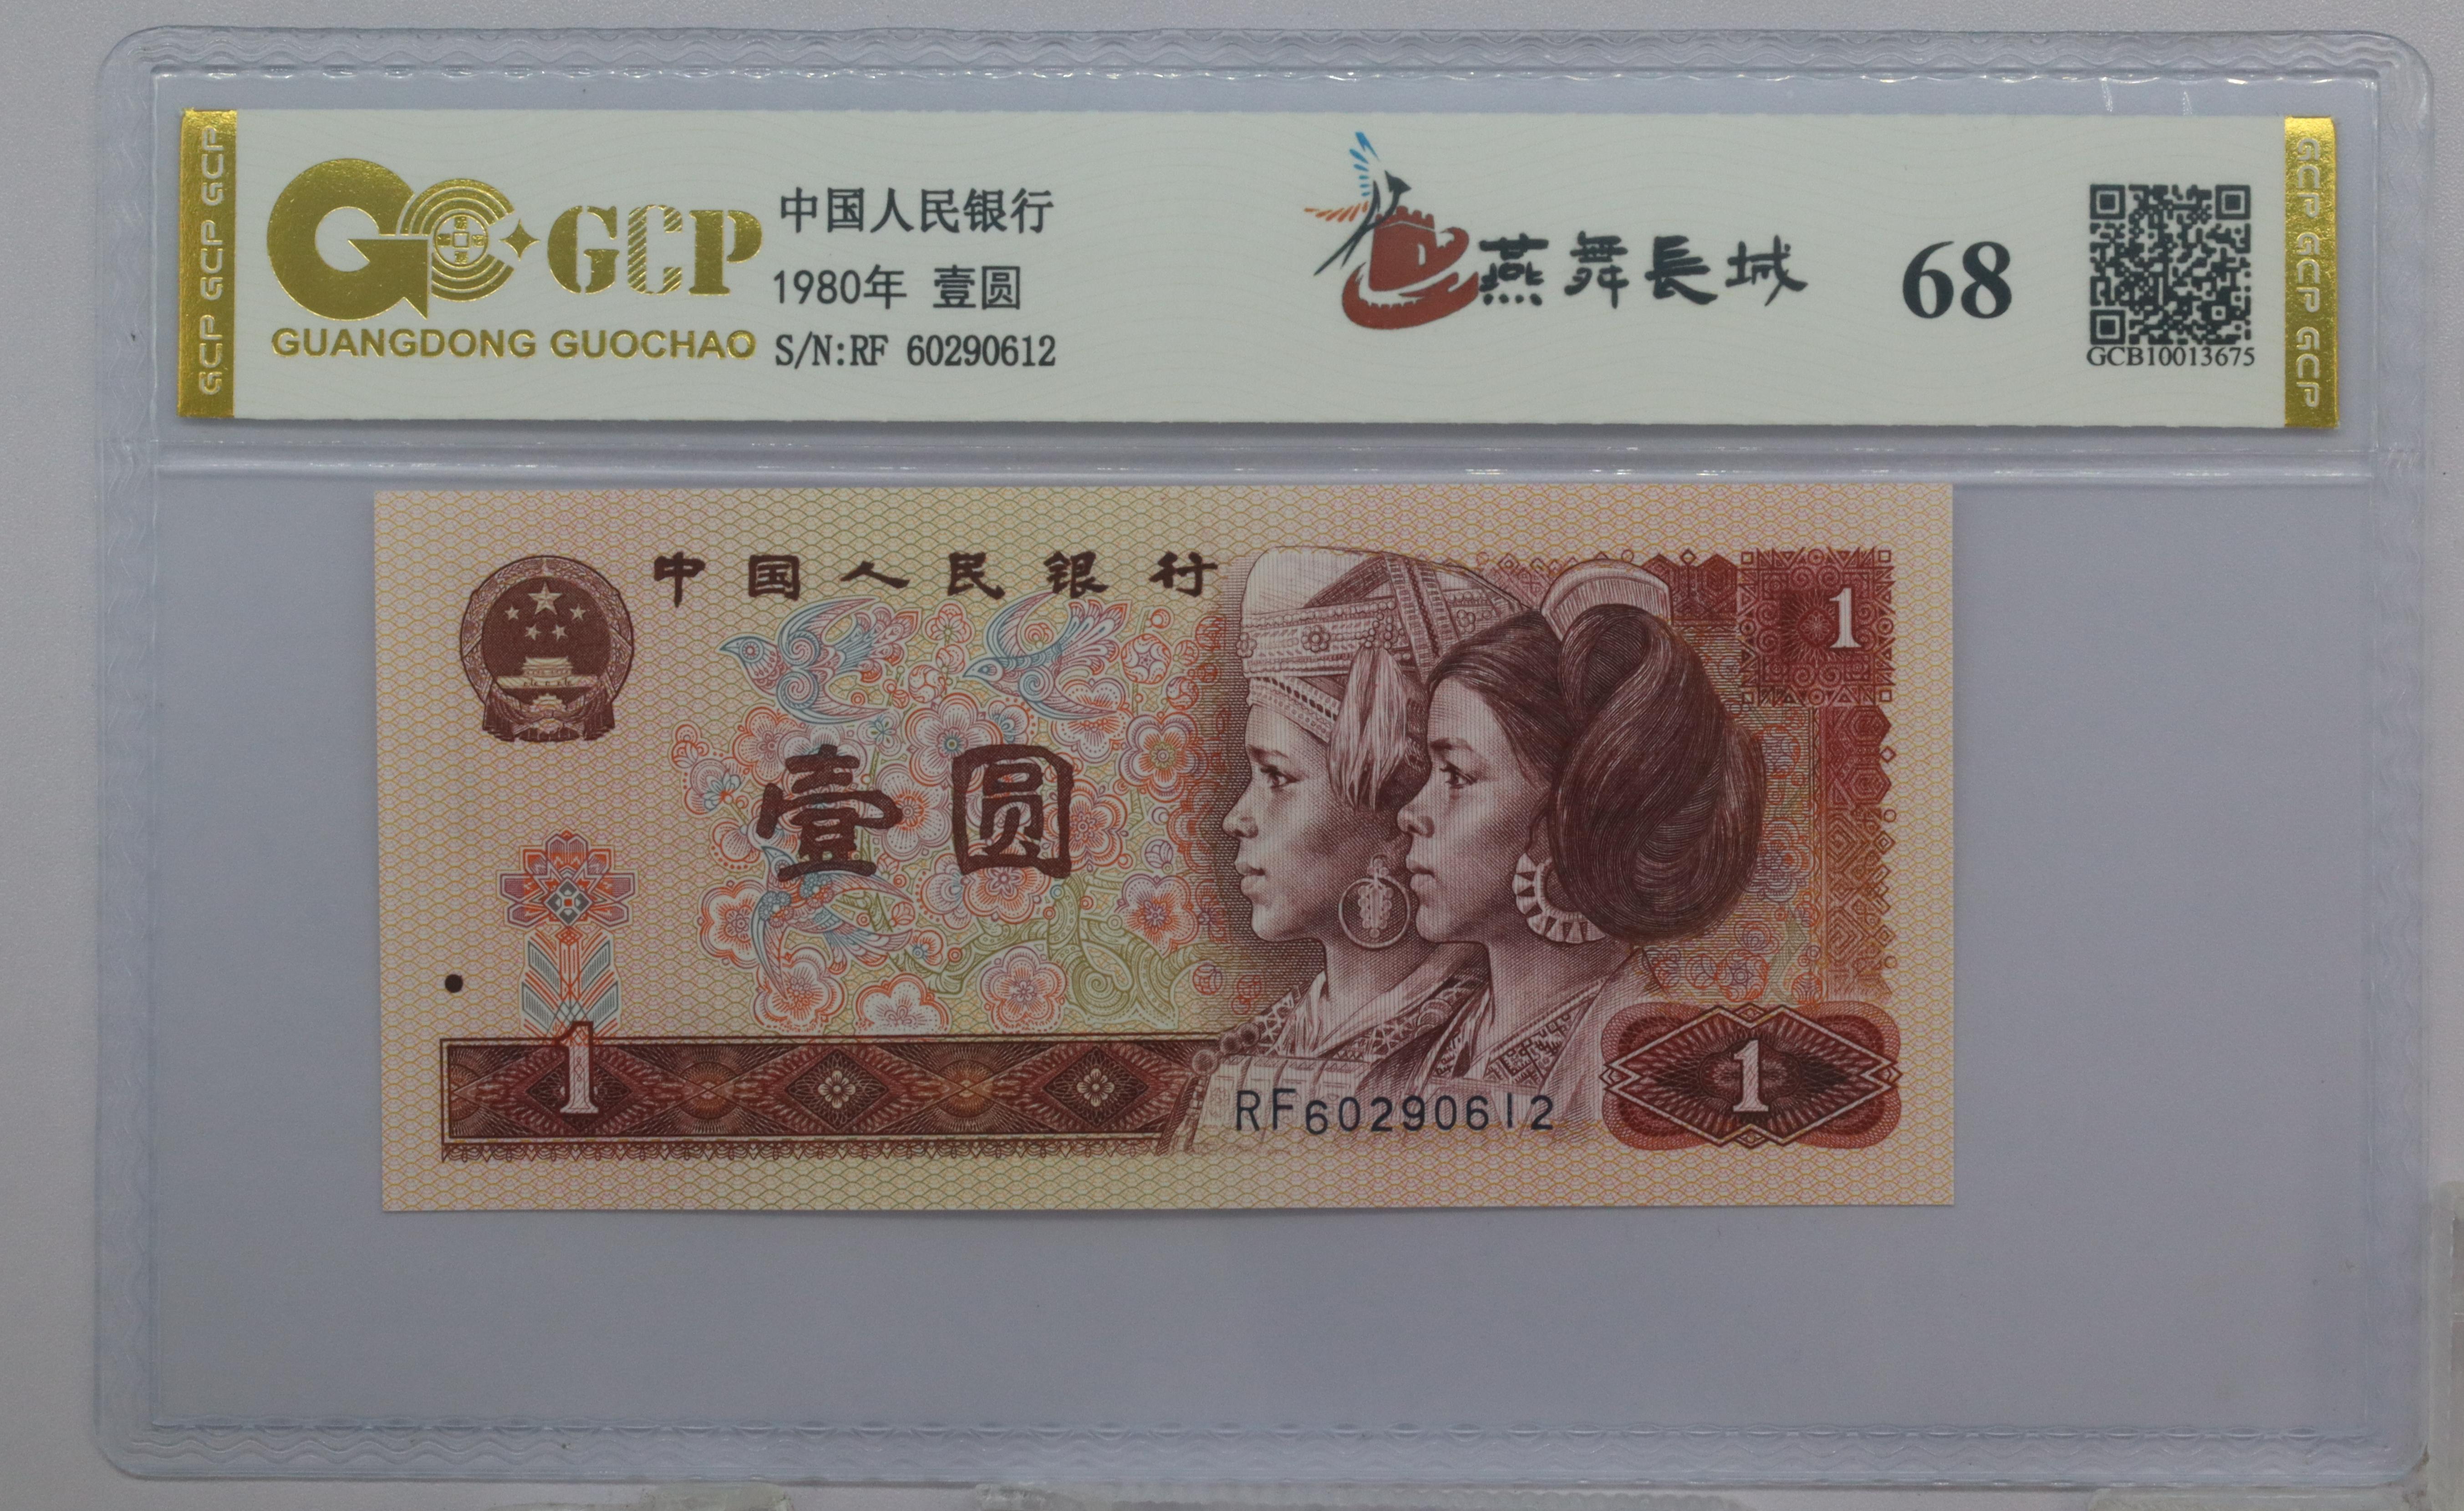 GCP GCP GCP
GCP
GUANGDONG GUOCHAO
中国人民银行
1980年 壹圆
S/N:RF 60290612
燕舞長城
68
GCB10013675
GCP GCP GCP
中国人民银行
1
壹圆
1
1
RF60290612